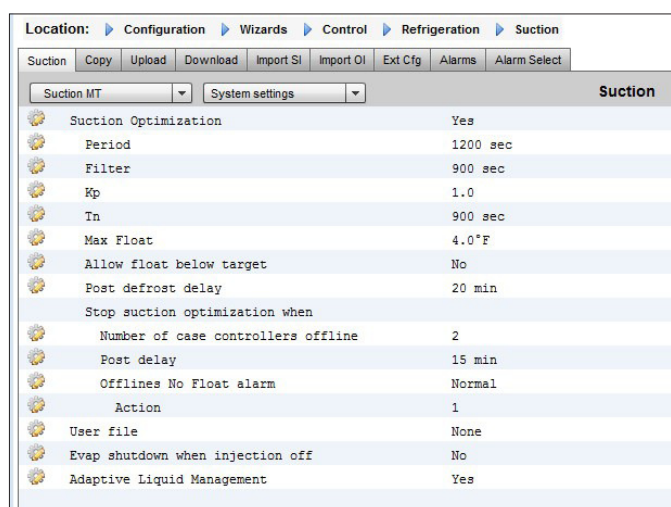 Location: Configuration Wizards Control Refrigeration Suction
Suction Copy Upload Download Import SI Import OI Ext Cfg Alarms Alarm Select
Suction MT System settings Suction
Suction Optimization Yes
Period 1200 sec
Filter 900 sec
Kp 1.0
Tn 900 sec
Max Float 4.0°F
Allow float below target No
Post defrost delay 20 min
Stop suction optimization when
Number of case controllers offline 2
Post delay 15 min
Offlines No Float alarm Normal
Action 1
User file None
Evap shutdown when injection off No
Adaptive Liquid Management Yes